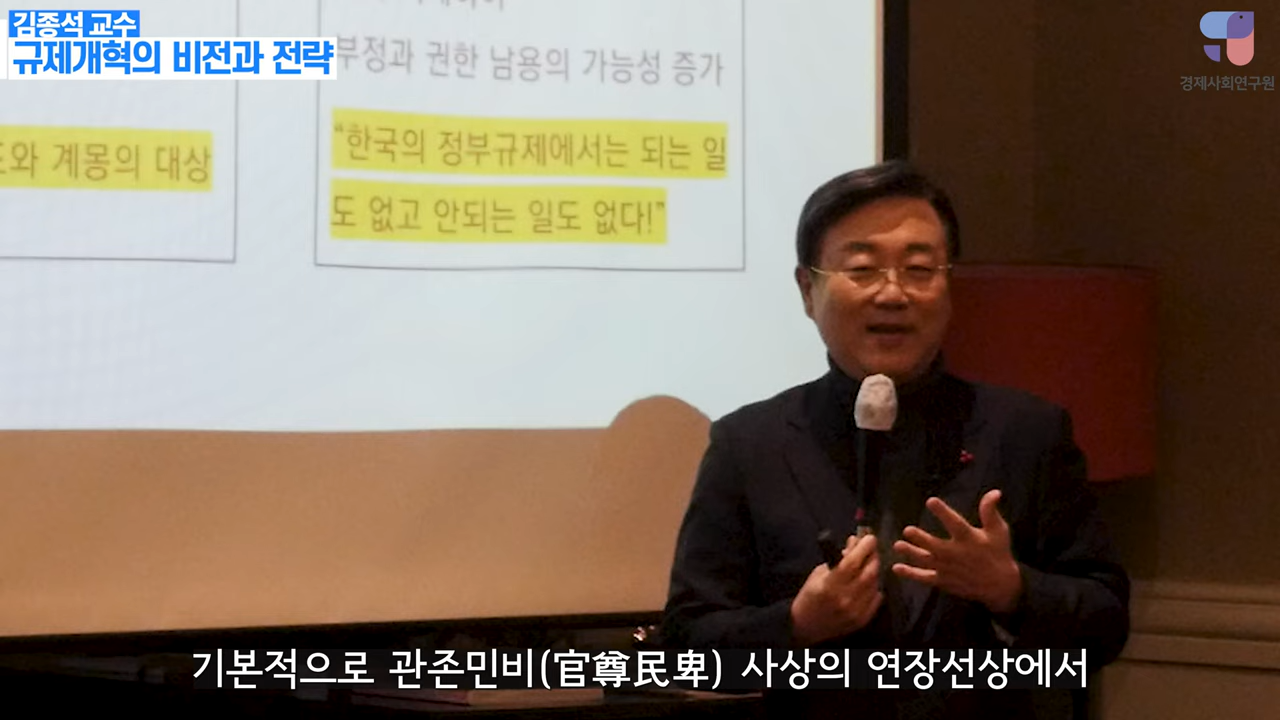 김종석 교수
규제개혁의 비전과 전략
경제사회연구원
부정과 권한 남용의 가능성 증가
계몽의 대상
“한국의 정부규제에서는 되는 일
도 없고 안되는 일도 없다!”
기본적으로 관존민비(官尊民卑) 사상의 연장선상에서